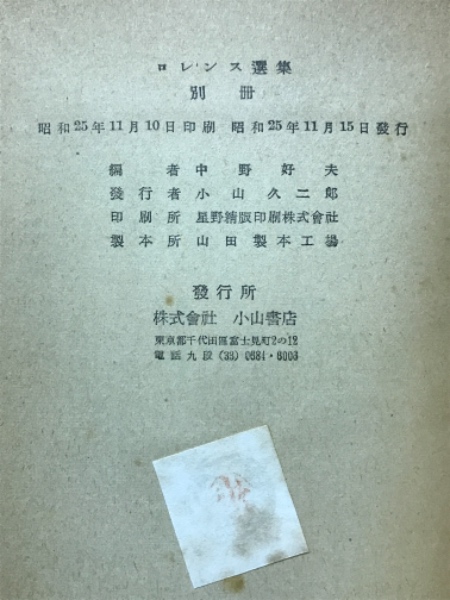 ロレンス選集
別冊
昭和25年11月10日印刷 昭和25年11月15日發行
編者中野好夫
發行者小山久二郎
印刷所 星野精版印刷株式會社
製本所山田製本工場
發行所
株式會社 小山書店
東京都千代田區富士見町2の12
電話九段(33)0684・6003